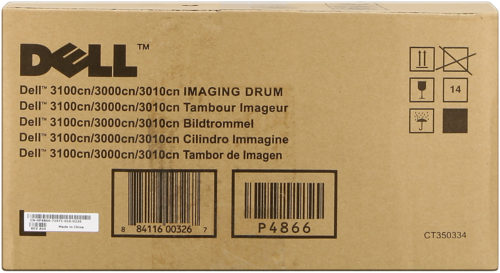 DELL™
Dell™ 3100cn/3000cn/3010cn IMAGING DRUM
Dell™ 3100cn/3000cn/3010cn Tambour Imageur
Dell™ 3100cn/3000cn/3010cn Bildtrommel
Dell™ 3100cn/3000cn/3010cn Cilindro Immagine
Dell™ 3100cn/3000cn/3010cn Tambor de Imagen
14
Made in China
8 84116 00326 7
P4866
CT350334